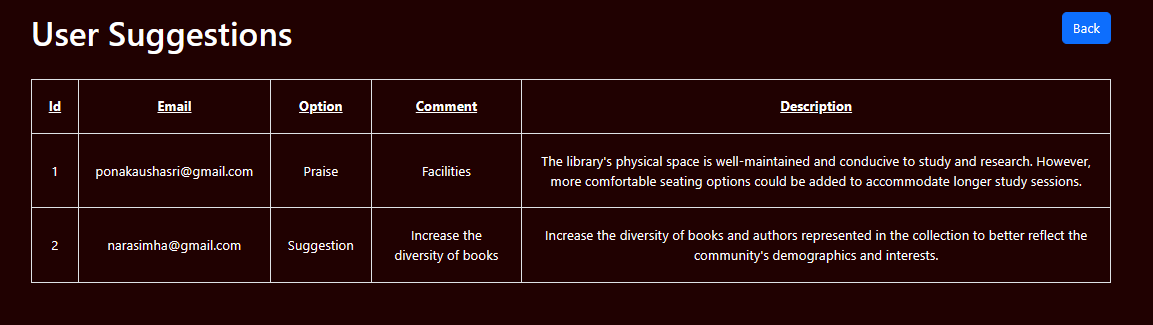 User Suggestions
Back
Id Email Option Comment Description
1 ponakaushasri@gmail.com Praise Facilities The library's physical space is well-maintained and conducive to study and research. However,
more comfortable seating options could be added to accommodate longer study sessions.
2 narasimha@gmail.com Suggestion Increase the
diversity of books
Increase the diversity of books and authors represented in the collection to better reflect the
community's demographics and interests.